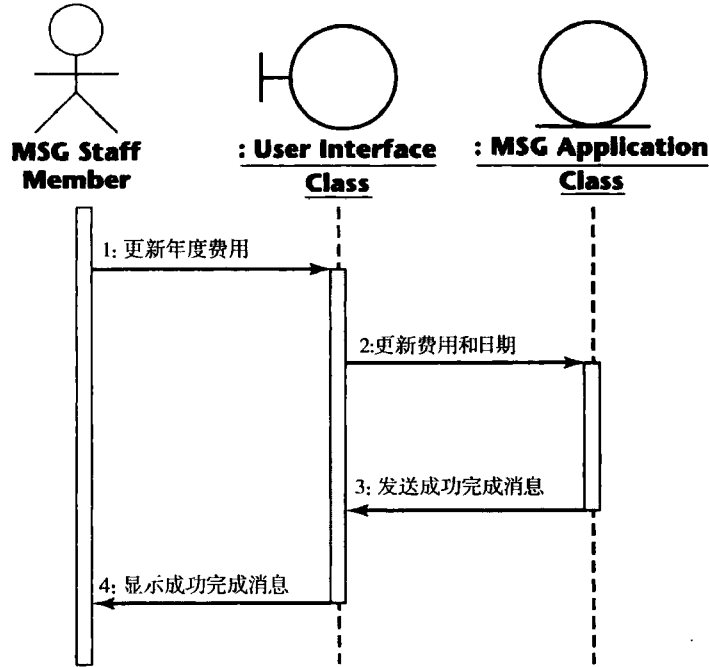 MSG Staff
Member
: User Interface
Class
: MSG Application
Class
1: 更新年度费用
2:更新费用和日期
3: 发送成功完成消息
4: 显示成功完成消息